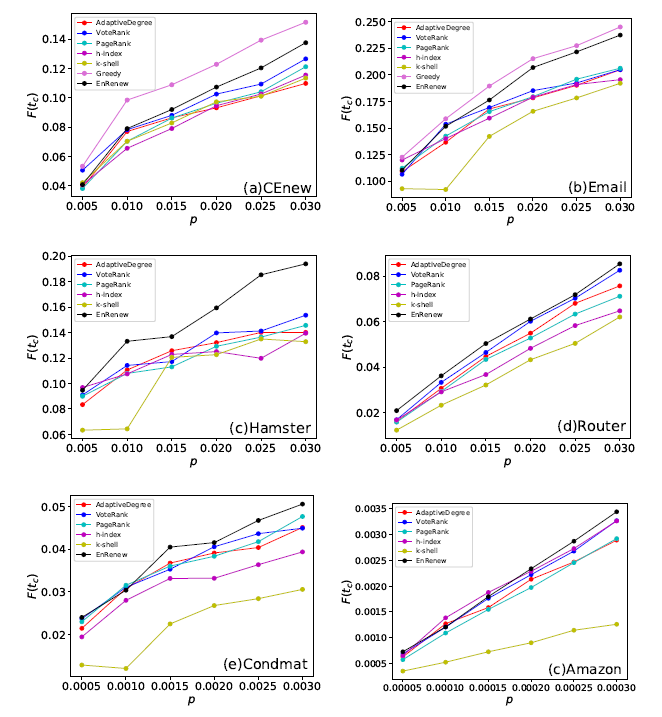 AdaptiveDegree
VoteRank
PageRank
h-index
k-shell
Greedy
EnRenew
0.14
0.12
0.10
0.08
0.06
0.04
F(t_c)
(a)CEnew
0.005 0.010 0.015 0.020 0.025 0.030
p
AdaptiveDegree
VoteRank
PageRank
h-index
k-shell
Greedy
EnRenew
0.250
0.225
0.200
0.175
0.150
0.125
0.100
F(t_c)
(b)Email
0.005 0.010 0.015 0.020 0.025 0.030
p
AdaptiveDegree
VoteRank
PageRank
h-index
k-shell
EnRenew
0.20
0.18
0.16
0.14
0.12
0.10
0.08
0.06
F(t_c)
(c)Hamster
0.005 0.010 0.015 0.020 0.025 0.030
p
AdaptiveDegree
VoteRank
PageRank
h-index
k-shell
EnRenew
0.08
0.06
0.04
0.02
F(t_c)
(d)Router
0.005 0.010 0.015 0.020 0.025 0.030
p
AdaptiveDegree
VoteRank
PageRank
h-index
k-shell
EnRenew
0.05
0.04
0.03
0.02
F(t_c)
(e)Condmat
0.0005 0.0010 0.0015 0.0020 0.0025 0.0030
p
AdaptiveDegree
VoteRank
PageRank
h-index
k-shell
EnRenew
0.0035
0.0030
0.0025
0.0020
0.0015
0.0010
0.0005
F(t_c)
(c)Amazon
0.00005 0.00010 0.00015 0.00020 0.00025 0.00030
p